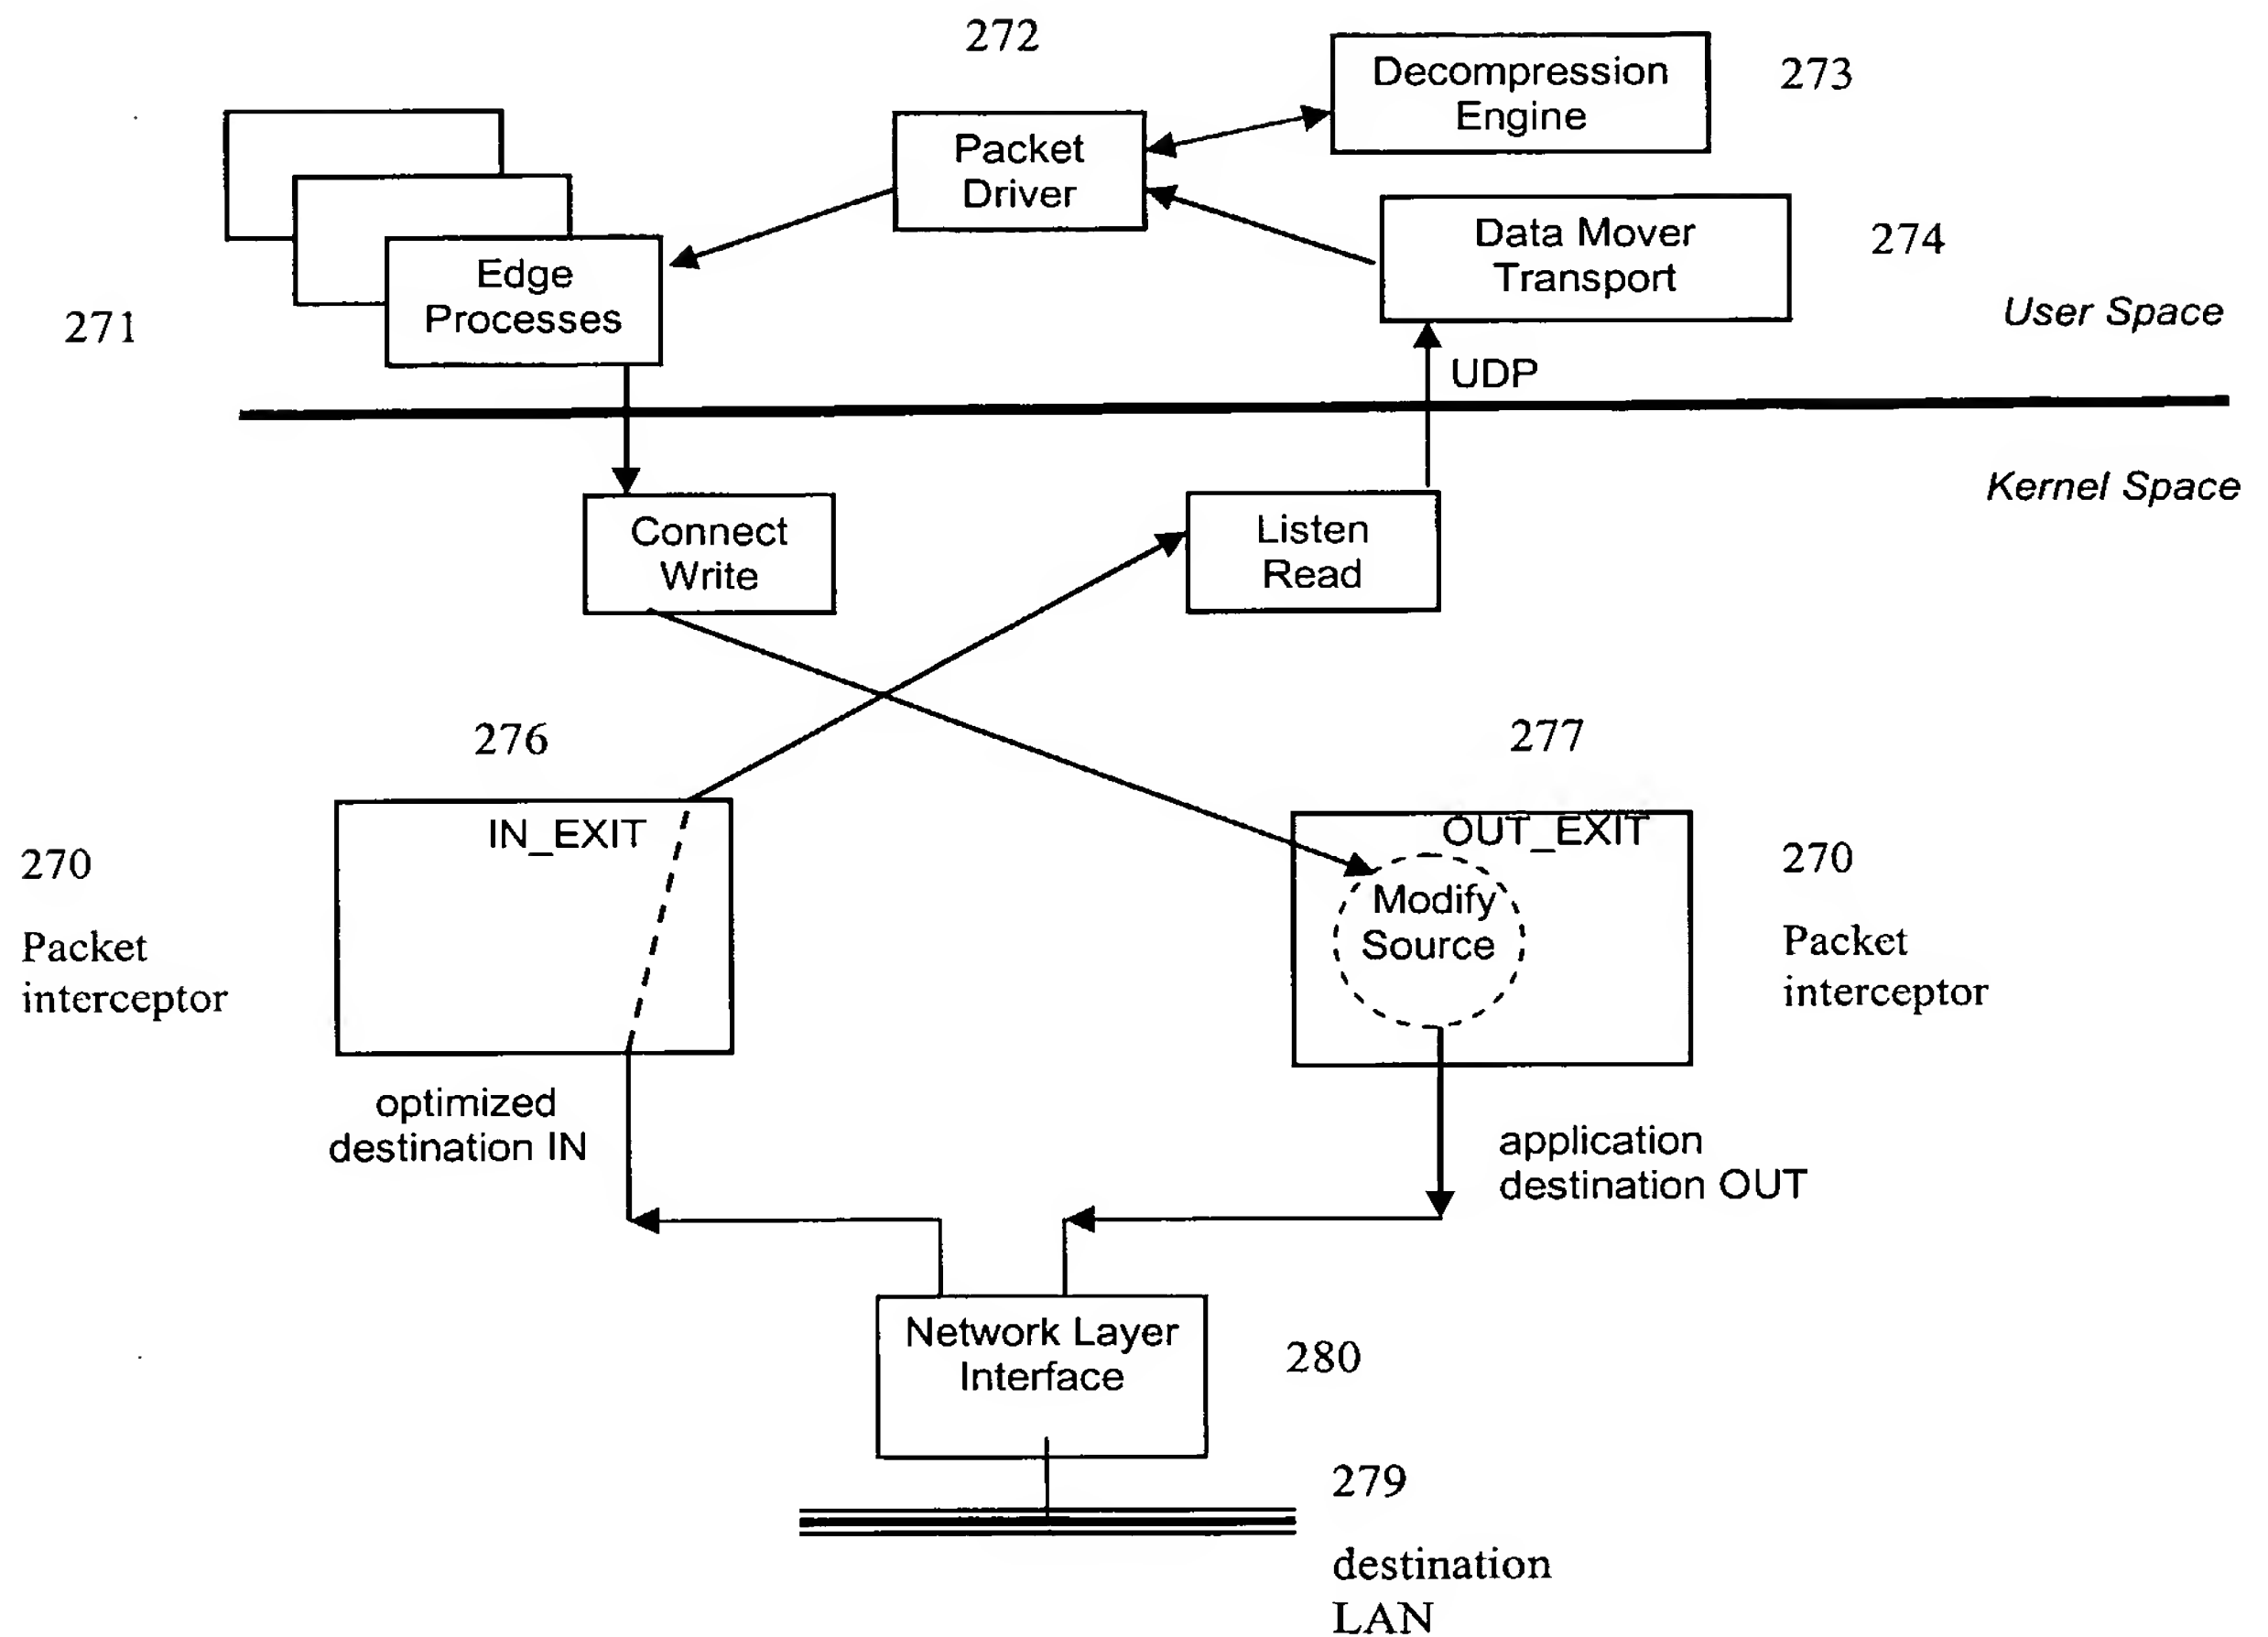 272
Decompression
Engine
273
Packet
Driver
Data Mover
Transport
274
Edge
Processes
271
User Space
UDP
Kernel Space
Connect
Write
Listen
Read
276
277
IN_EXIT
OUT_EXIT
270
Packet
interceptor
Modify
Source
270
Packet
interceptor
optimized
destination IN
application
destination OUT
Network Layer
Interface
280
279
destination
LAN